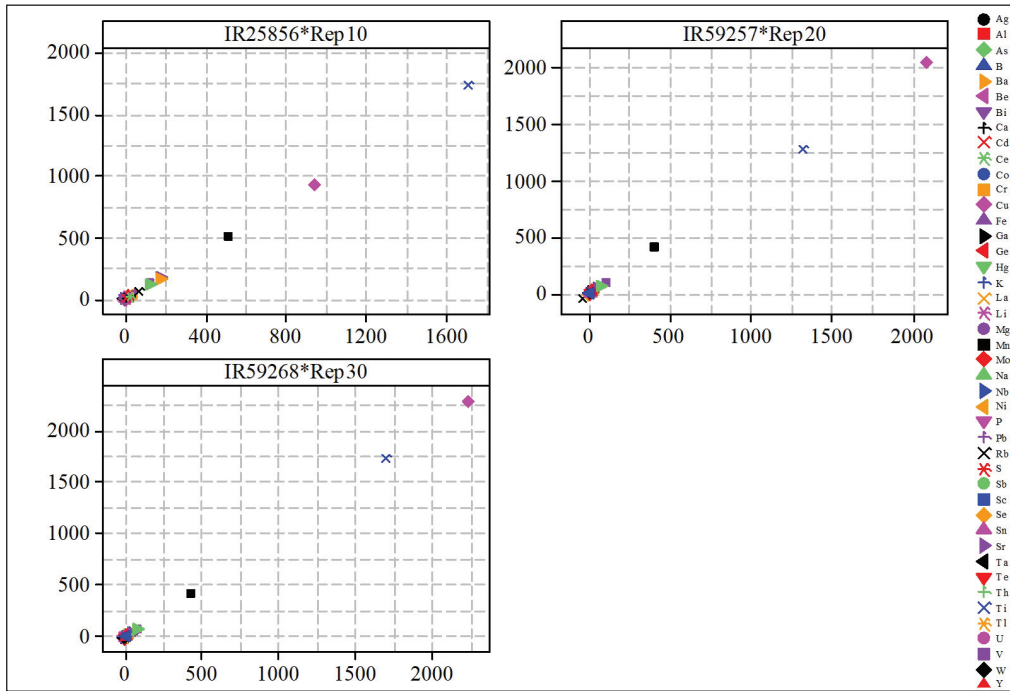 IR25856*Rep10
2000
1500
1000
500
0
0 400 800 1200 1600
IR59257*Rep20
2000
1500
1000
500
0
0 500 1000 1500 2000
IR59268*Rep30
2000
1500
1000
500
0
0 500 1000 1500 2000
Ag
Al
As
B
Ba
Be
Bi
Ca
Cd
Ce
Co
Cr
Cu
Fe
Ga
Ge
Hg
K
La
Li
Mg
Mn
Mo
Na
Nb
Ni
P
Pb
Rb
S
Sb
Sc
Se
Sn
Sr
Ta
Te
Th
Ti
Tl
U
V
W
Y